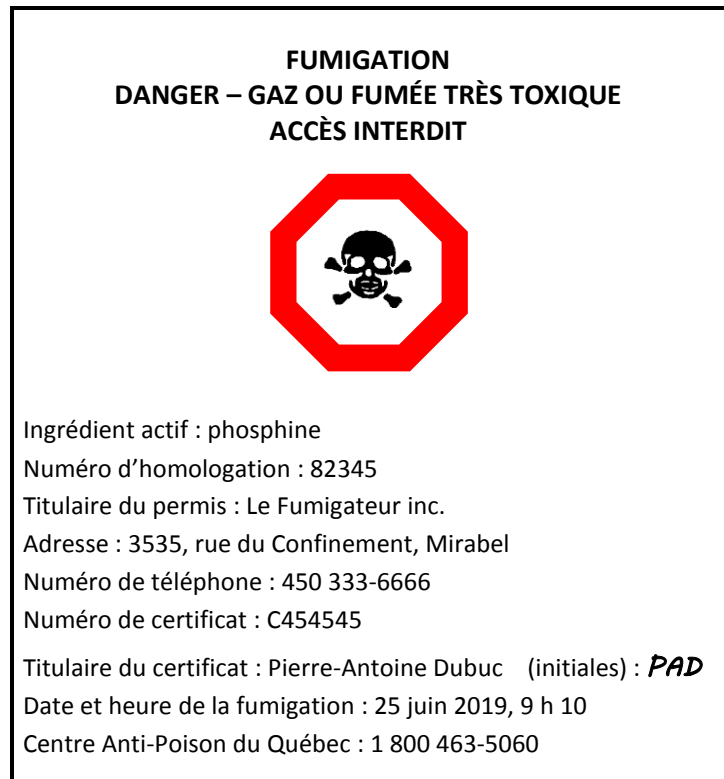 FUMIGATION
DANGER – GAZ OU FUMÉE TRÈS TOXIQUE
ACCÈS INTERDIT
Ingrédient actif : phosphine
Numéro d’homologation : 82345
Titulaire du permis : Le Fumigateur inc.
Adresse : 3535, rue du Confinement, Mirabel
Numéro de téléphone : 450 333-6666
Numéro de certificat : C454545
Titulaire du certificat : Pierre-Antoine Dubuc (initiales) : PAD
Date et heure de la fumigation : 25 juin 2019, 9 h 10
Centre Anti-Poison du Québec : 1 800 463-5060